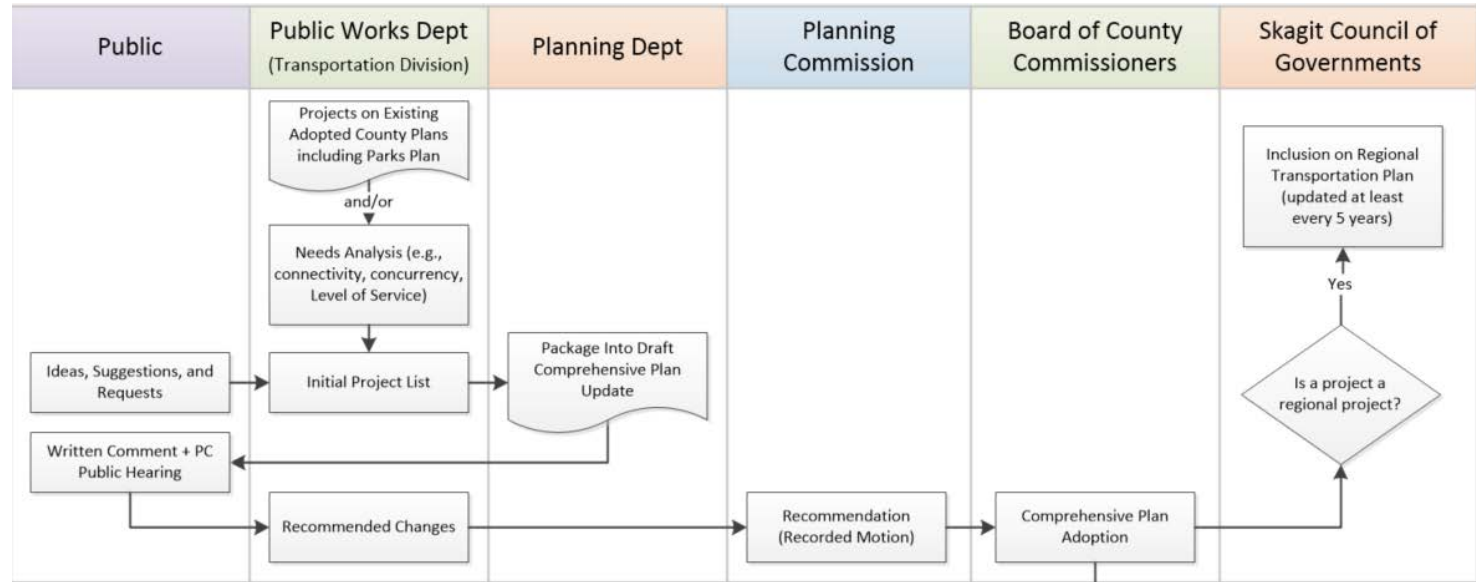 Public
Public Works Dept
(Transportation Division)
Planning Dept
Planning
Commission
Board of County
Commissioners
Skagit Council of
Governments
Projects on Existing
Adopted County Plans
including Parks Plan
and/or
Needs Analysis (e.g.,
connectivity, concurrency,
Level of Service)
Inclusion on Regional
Transportation Plan
(updated at least
every 5 years)
Yes
Ideas, Suggestions, and
Requests
Initial Project List
Package Into Draft
Comprehensive Plan
Update
Is a project a
regional project?
Written Comment + PC
Public Hearing
Recommended Changes
Recommendation
(Recorded Motion)
Comprehensive Plan
Adoption